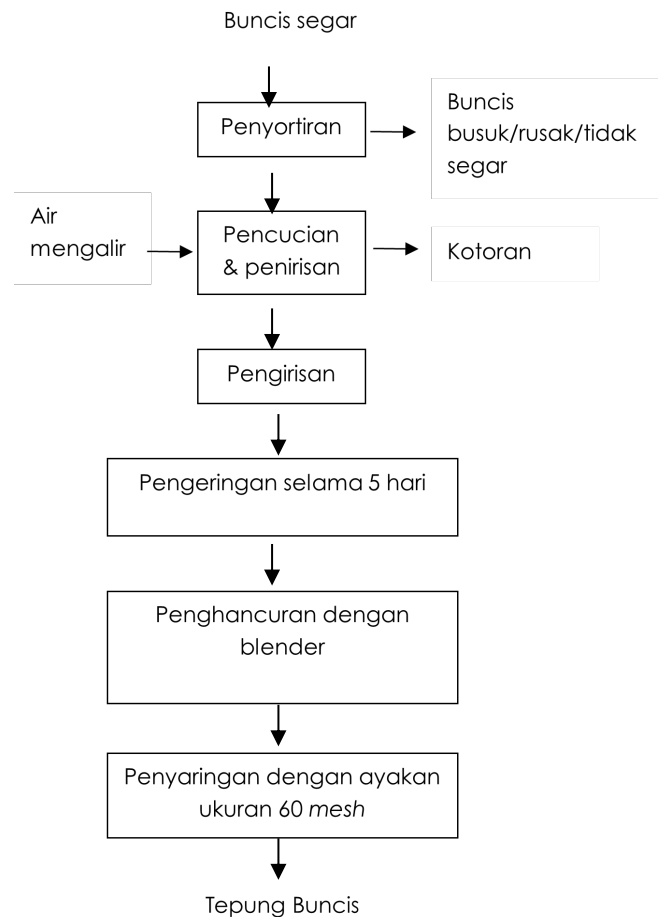 Buncis segar
Penyortiran
Buncis
busuk/rusak/tidak
segar
Air
mengalir
Pencucian
& penirisan
Kotoran
Pengirisan
Pengeringan selama 5 hari
Penghancuran dengan
blender
Penyaringan dengan ayakan
ukuran 60 mesh
Tepung Buncis